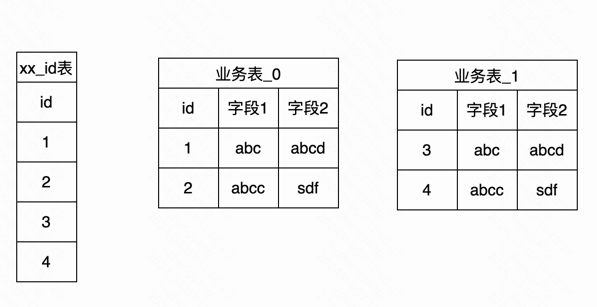 xx_id表
id
1
2
3
4
业务表_0
id 字段1 字段2
1 abc abcd
2 abcc sdf
业务表_1
id 字段1 字段2
3 abc abcd
4 abcc sdf